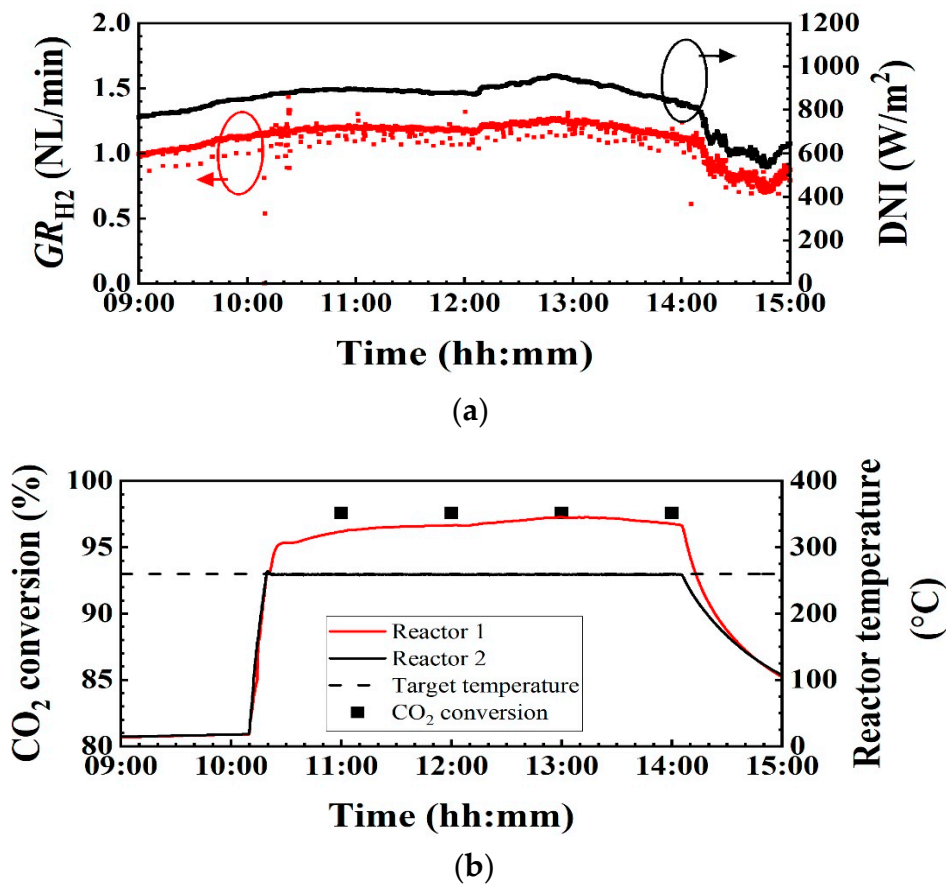 2.0 1200
1.5 1000
1.0 800
0.5 600
0.0 400
200
0
GR_H2 (NL/min)
DNI (W/m²)
09:00 10:00 11:00 12:00 13:00 14:00 15:00
Time (hh:mm)
(a)
100 400
95 300
90 200
85 100
80 0
CO₂ conversion (%)
Reactor temperature
(°C)
Reactor 1
Reactor 2
Target temperature
CO₂ conversion
09:00 10:00 11:00 12:00 13:00 14:00 15:00
Time (hh:mm)
(b)